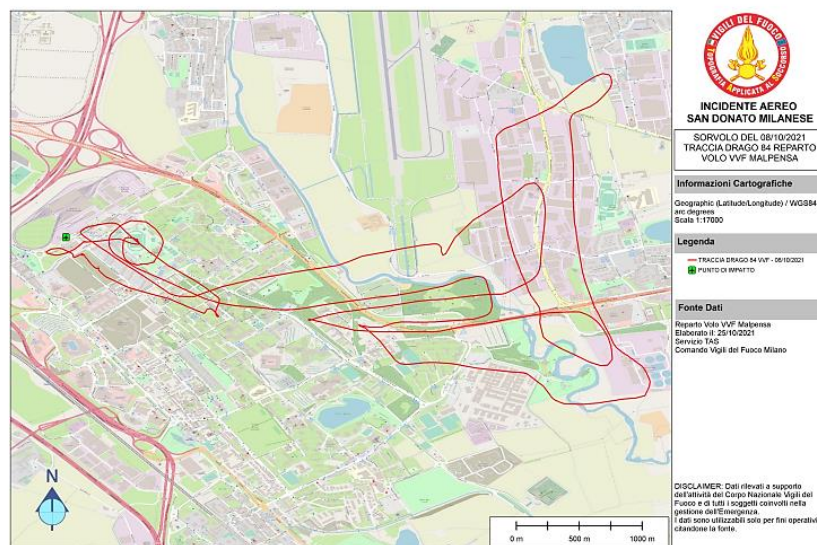 VIGILI DEL FUOCO
TOPOGRAFIA APPLICATA AL SOCCORSO
INCIDENTE AEREO
SAN DONATO MILANESE
SORVOLO DEL 08/10/2021
TRACCIA DRAGO 84 REPARTO
VOLO VVF MALPENSA
Informazioni Cartografiche
Geographic (Latitude/Longitude) / WGS84
arc degrees
Scala 1:17000
Legenda
TRACCIA DRAGO 84 VVF - 08/10/2021
PUNTO DI IMPATTO
Fonte Dati
Reparto Volo VVF Malpensa
Elaborato il: 25/10/2021
Servizio TAS
Comando Vigili del Fuoco Milano
DISCLAIMER: Dati rilevati a supporto
dell'attività del Corpo Nazionale Vigili del
Fuoco e di tutti i soggetti coinvolti nella
gestione dell'Emergenza.
I dati sono utilizzabili solo per fini operativi
citandone la fonte.
N
0 m 500 m 1000 m